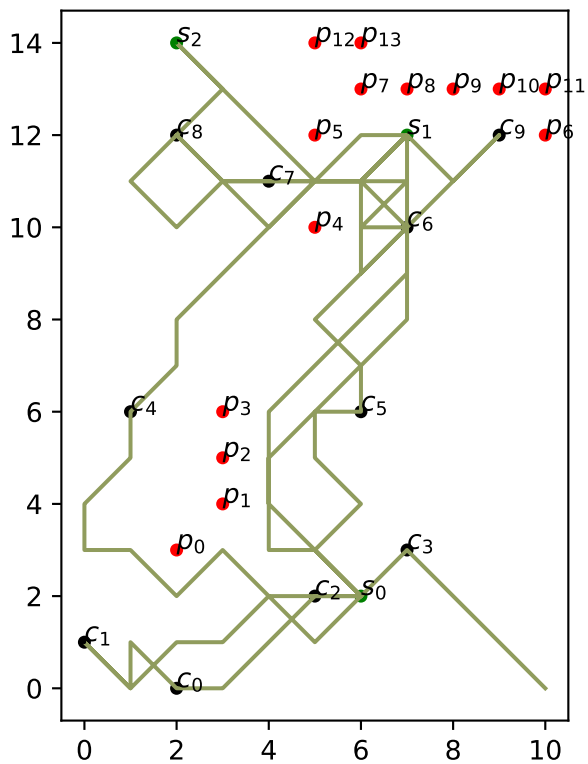 14 s₂ p₁₂ p₁₃
p₇ p₈ p₉ p₁₀ p₁₁
12 c₈ p₅ s₁ c₉ p₆
c₇
10 p₄ c₆
8
6 c₄ p₃ c₅
p₂
4 p₁
p₀ c₃
2 c₂ s₀
c₁
0 c₀
0 2 4 6 8 10